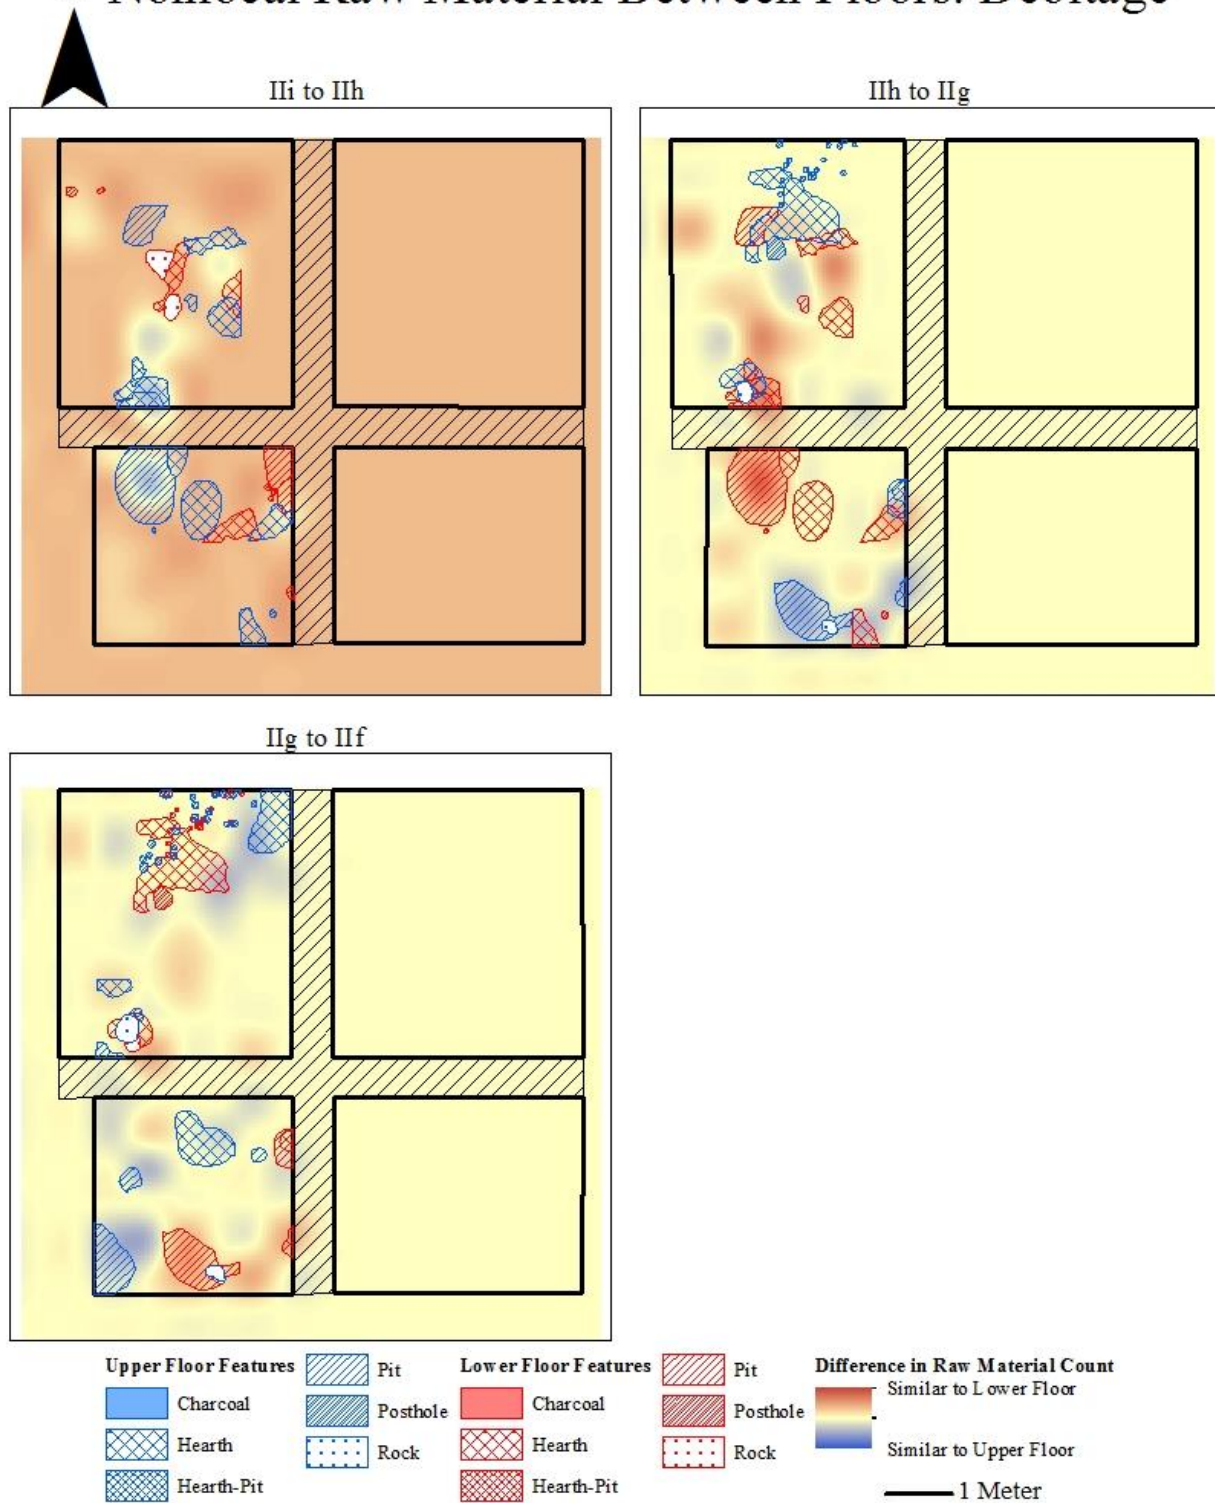 Nonlocal Raw Material Between Floors: Debitage
IIi to IIh
IIh to IIg
IIg to IIf
Upper Floor Features
Charcoal
Hearth
Hearth-Pit
Pit
Posthole
Rock
Lower Floor Features
Charcoal
Hearth
Hearth-Pit
Pit
Posthole
Rock
Difference in Raw Material Count
Similar to Lower Floor
Similar to Upper Floor
1 Meter